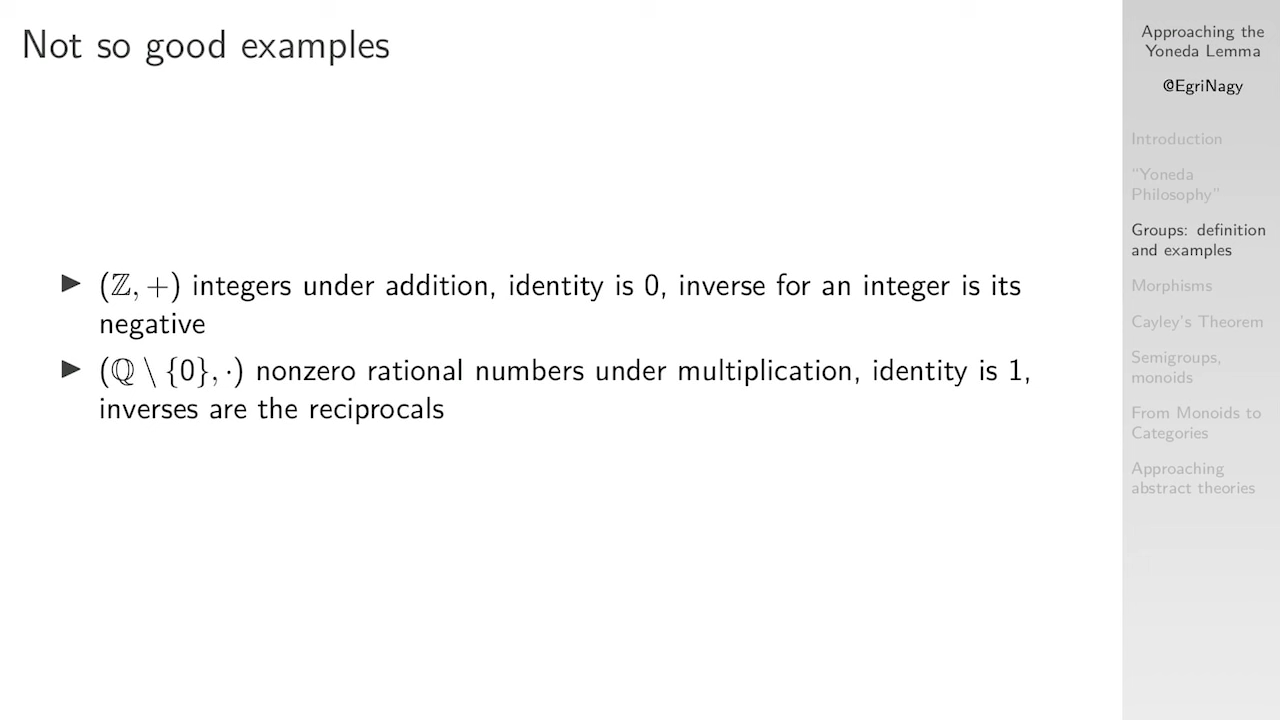 Not so good examples
▶ (ℤ, +) integers under addition, identity is 0, inverse for an integer is its
negative
▶ (ℚ \ {0}, ·) nonzero rational numbers under multiplication, identity is 1,
inverses are the reciprocals
Approaching the
Yoneda Lemma
@EgriNagy
Introduction
“Yoneda
Philosophy”
Groups: definition
and examples
Morphisms
Cayley's Theorem
Semigroups,
monoids
From Monoids to
Categories
Approaching
abstract theories